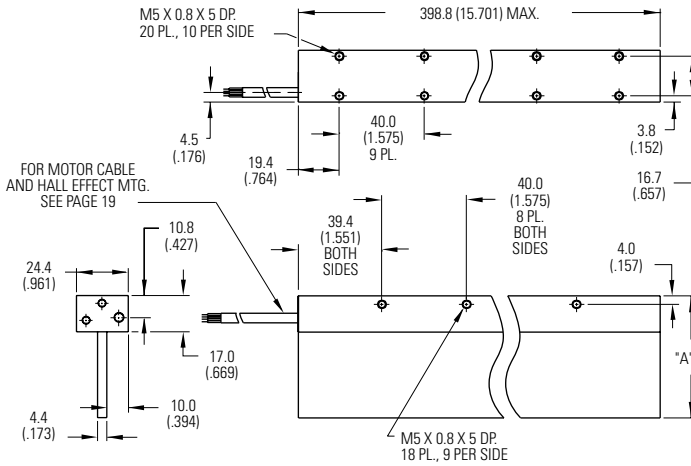 M5 X 0.8 X 5 DP.
20 PL., 10 PER SIDE
398.8 (15.701) MAX.
4.5
(.176)
40.0
(1.575)
9 PL.
3.8
(.152)
19.4
(.764)
16.7
(.657)
FOR MOTOR CABLE
AND HALL EFFECT MTG.
SEE PAGE 19
39.4
(1.551)
BOTH
SIDES
40.0
(1.575)
8 PL.
BOTH
SIDES
10.8
(.427)
4.0
(.157)
24.4
(.961)
17.0
(.669)
"A"
10.0
(.394)
4.4
(.173)
M5 X 0.8 X 5 DP.
18 PL., 9 PER SIDE